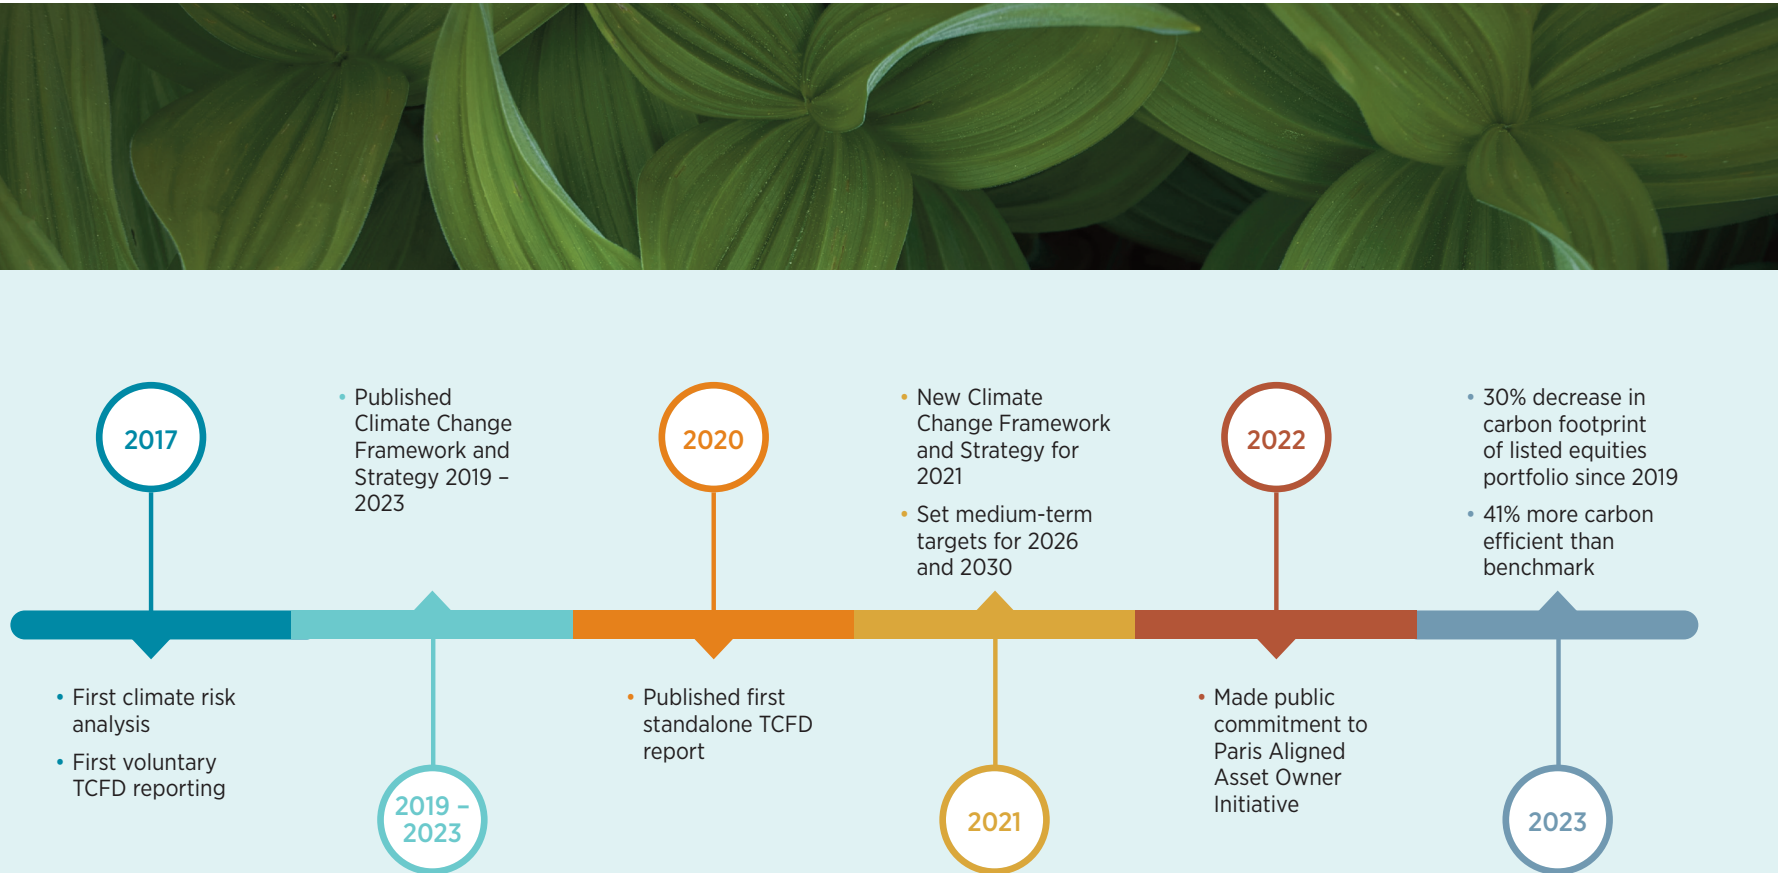 2017
• First climate risk
analysis
• First voluntary
TCFD reporting
• Published
Climate Change
Framework and
Strategy 2019 –
2023
2019 –
2023
2020
• Published first
standalone TCFD
report
• New Climate
Change Framework
and Strategy for
2021
• Set medium-term
targets for 2026
and 2030
2021
2022
• Made public
commitment to
Paris Aligned
Asset Owner
Initiative
• 30% decrease in
carbon footprint
of listed equities
portfolio since 2019
• 41% more carbon
efficient than
benchmark
2023